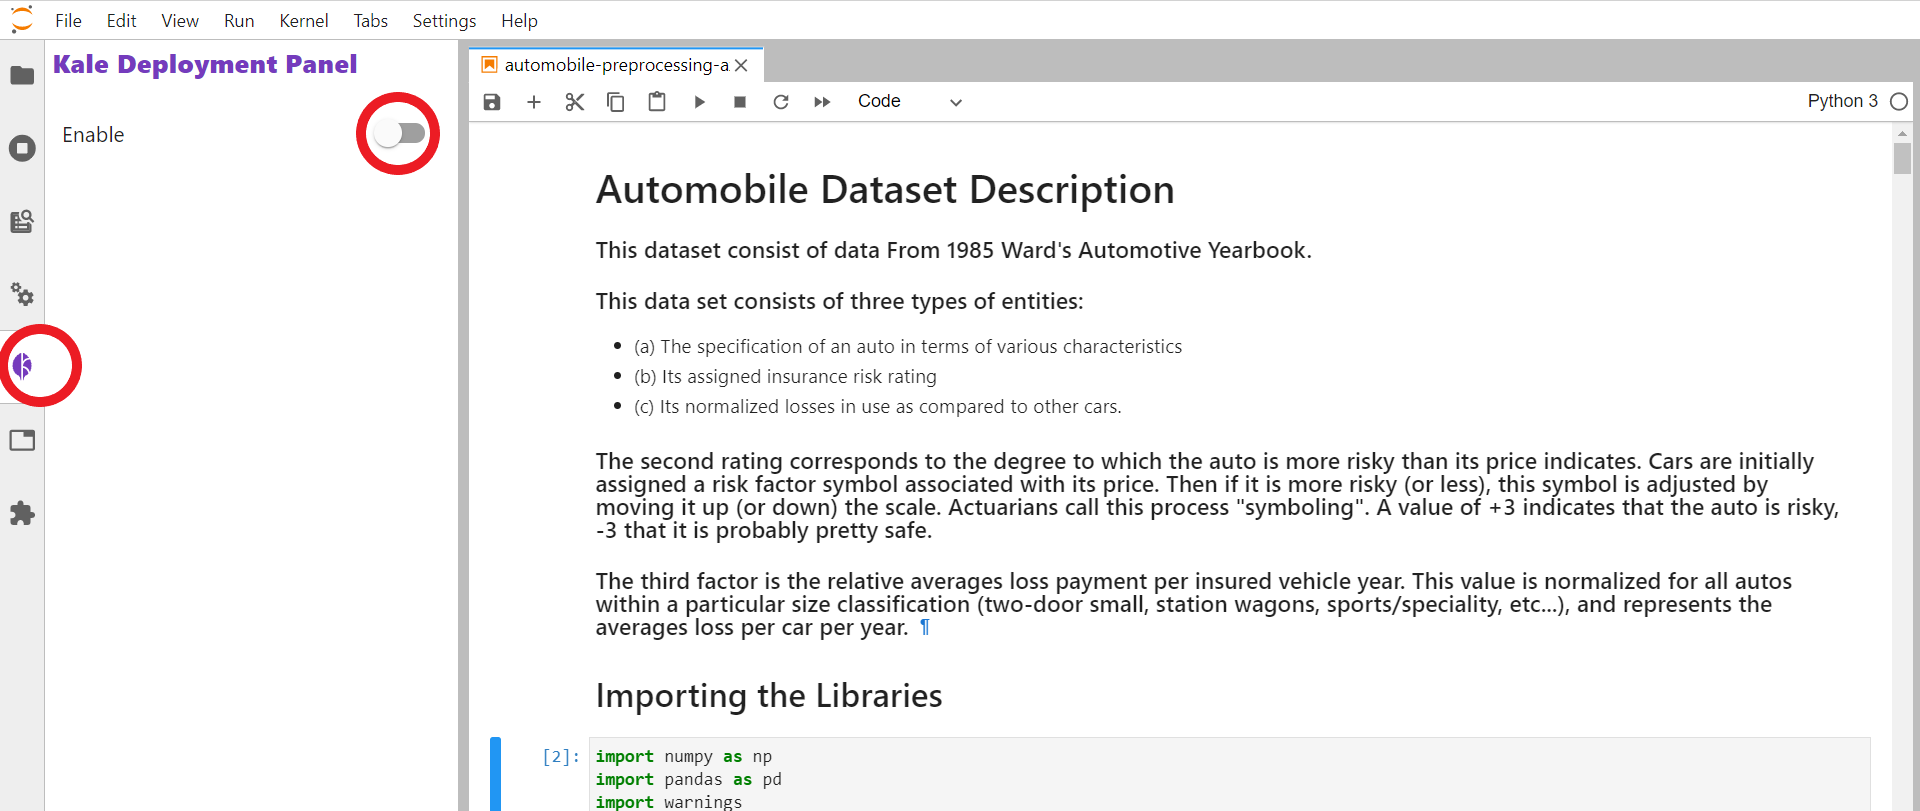 File Edit View Run Kernel Tabs Settings Help
Kale Deployment Panel
Enable
automobile-preprocessing-a
Code
Python 3
Automobile Dataset Description
This dataset consist of data From 1985 Ward's Automotive Yearbook.
This data set consists of three types of entities:
• (a) The specification of an auto in terms of various characteristics
• (b) Its assigned insurance risk rating
• (c) Its normalized losses in use as compared to other cars.
The second rating corresponds to the degree to which the auto is more risky than its price indicates. Cars are initially
assigned a risk factor symbol associated with its price. Then if it is more risky (or less), this symbol is adjusted by
moving it up (or down) the scale. Actuarians call this process "symboling". A value of +3 indicates that the auto is risky,
-3 that it is probably pretty safe.
The third factor is the relative averages loss payment per insured vehicle year. This value is normalized for all autos
within a particular size classification (two-door small, station wagons, sports/speciality, etc...), and represents the
averages loss per car per year. ¶
Importing the Libraries
[2]: import numpy as np
import pandas as pd
import warnings